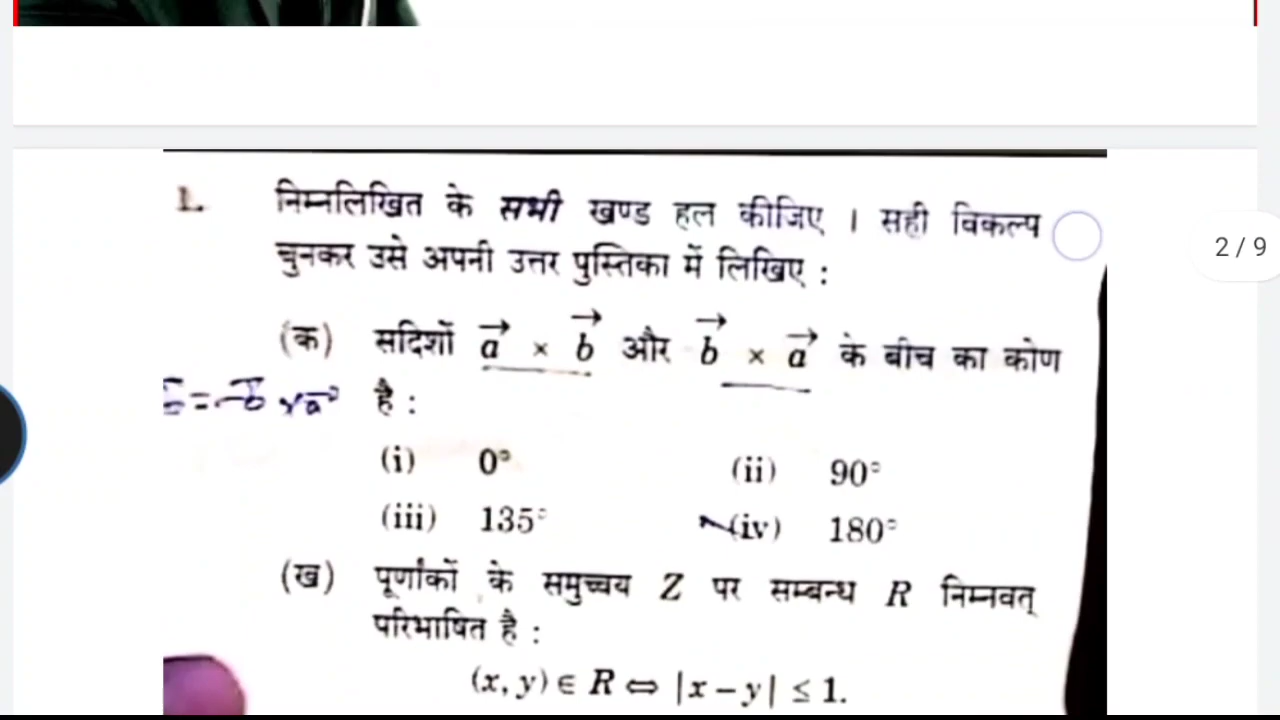 1. निम्नलिखित के सभी खण्ड हल कीजिए । सही विकल्प
चुनकर उसे अपनी उत्तर पुस्तिका में लिखिए :
2 / 9
(क) सदिशों a⃗ × b⃗ और b⃗ × a⃗ के बीच का कोण
= -b⃗ × a⃗ है :
(i) 0° (ii) 90°
(iii) 135° (iv) 180°
(ख) पूर्णांकों के समुच्चय Z पर सम्बन्ध R निम्नवत्
परिभाषित है :
(x, y) ∈ R ⇔ |x – y| ≤ 1.